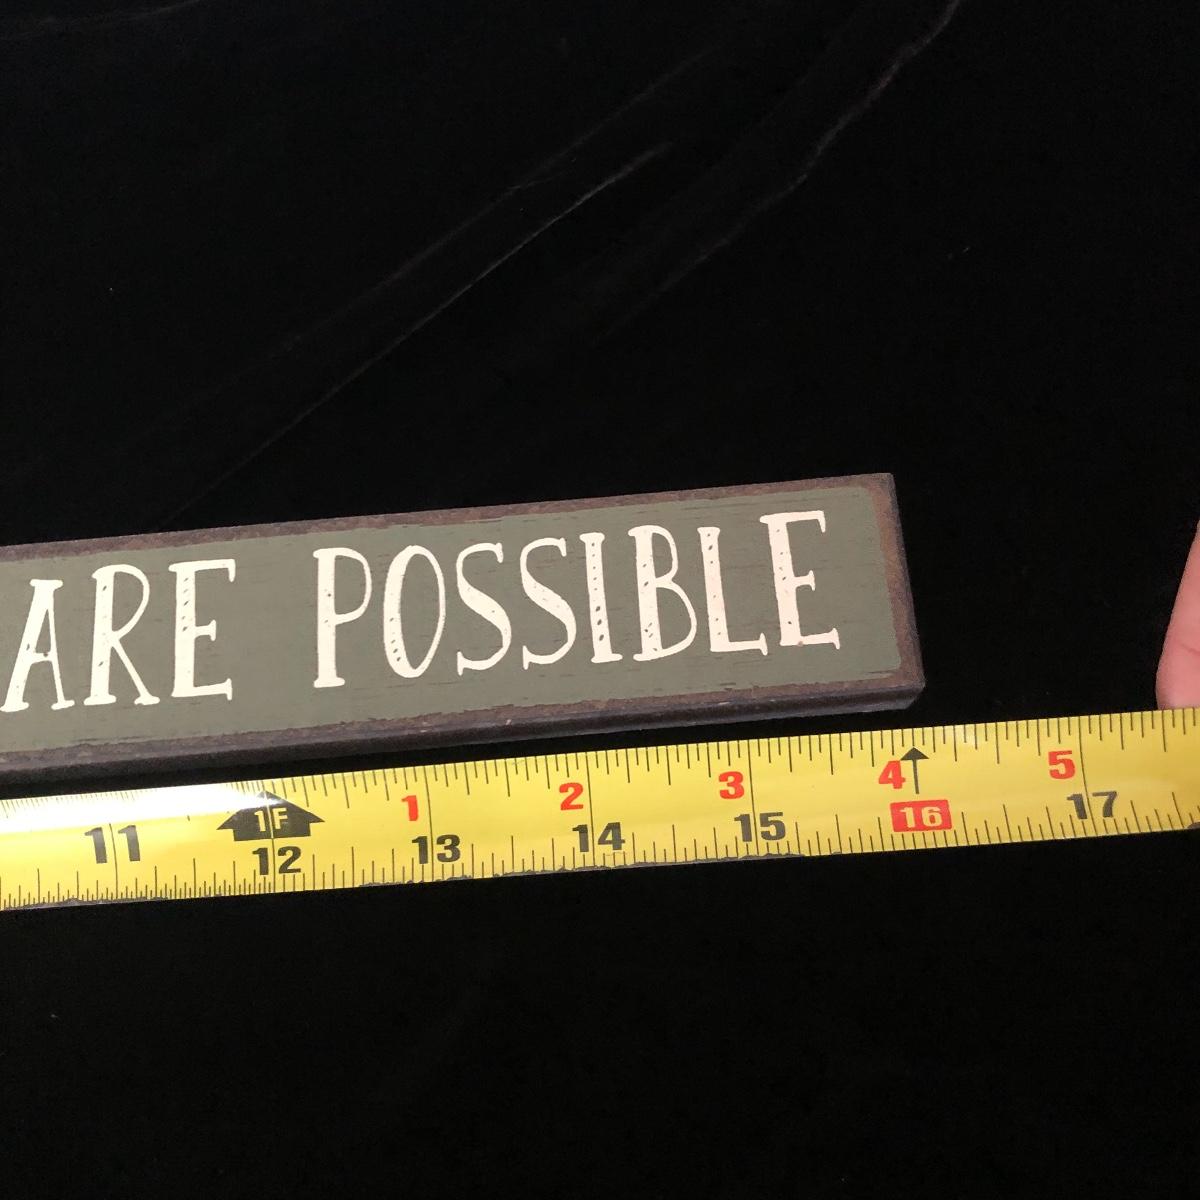 ARE POSSIBLE
1 2 3 4 5
11 1F 12 13 14 15 16 17